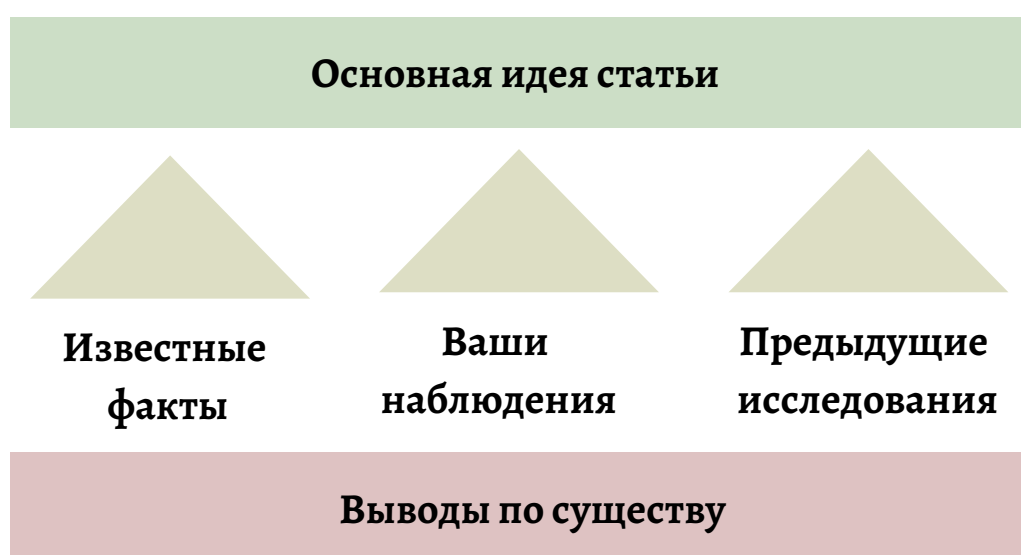 Основная идея статьи
Известные
факты
Ваши
наблюдения
Предыдущие
исследования
Выводы по существу